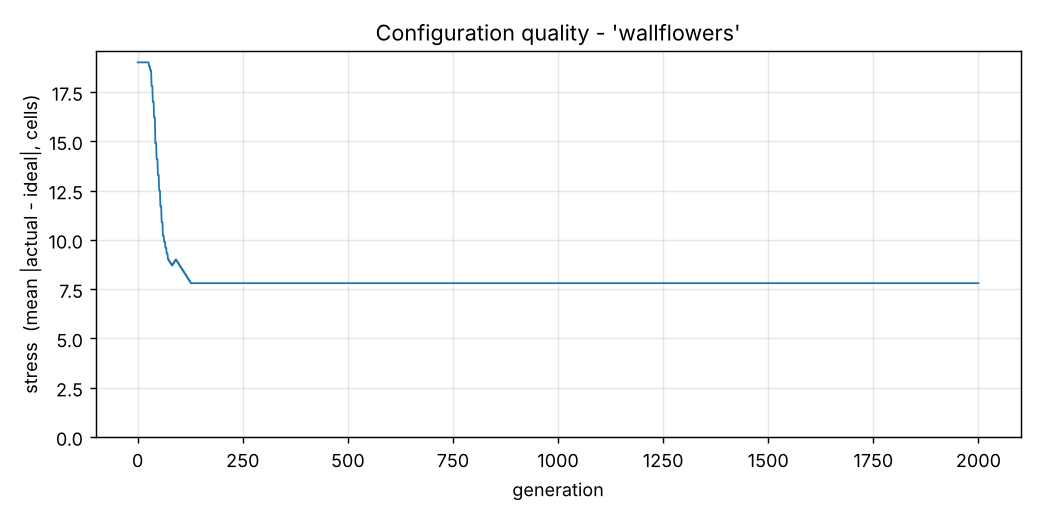 Configuration quality - 'wallflowers'
stress  (mean |actual - ideal|, cells)
17.5
15.0
12.5
10.0
7.5
5.0
2.5
0.0
0 250 500 750 1000 1250 1500 1750 2000
generation